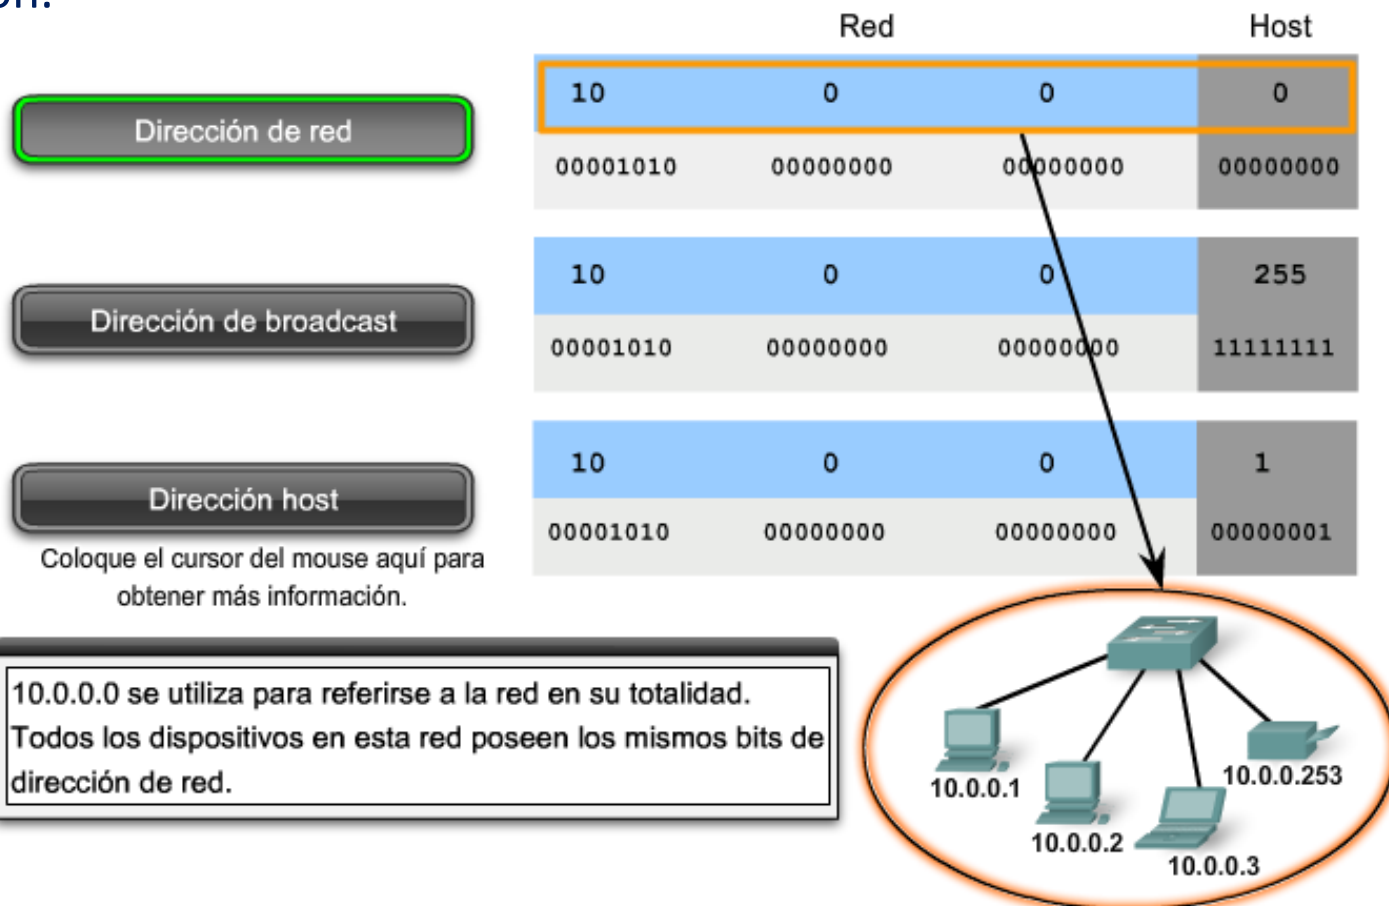 ón.
Red Host
Dirección de red
10 0 0 0
00001010 00000000 00000000 00000000
Dirección de broadcast
10 0 0 255
00001010 00000000 00000000 11111111
Dirección host
10 0 0 1
00001010 00000000 00000000 00000001
Coloque el cursor del mouse aquí para
obtener más información.
10.0.0.0 se utiliza para referirse a la red en su totalidad.
Todos los dispositivos en esta red poseen los mismos bits de
dirección de red.
10.0.0.1
10.0.0.2
10.0.0.3
10.0.0.253